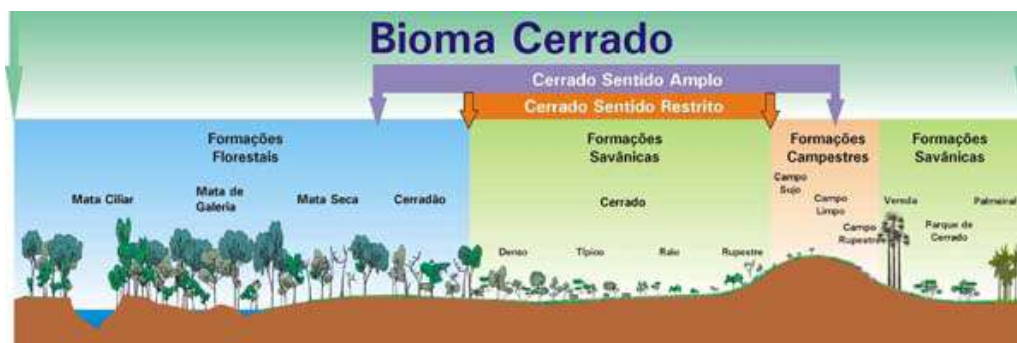 Bioma Cerrado
Cerrado Sentido Amplo
Cerrado Sentido Restrito
Formações
Florestais
Formações
Savânicas
Formações
Campestres
Formações
Savânicas
Mata Ciliar
Mata de
Galeria
Mata Seca
Cerradão
Cerrado
Denso
Típico
Ralo
Rupestre
Campo
Sujo
Campo
Limpo
Campo
Rupestre
Vereda
Parque de
Cerrado
Palmeiral